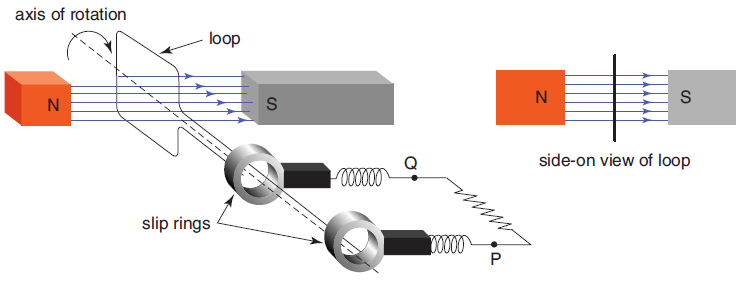 axis of rotation
loop
N
S
N
S
side-on view of loop
Q
slip rings
P